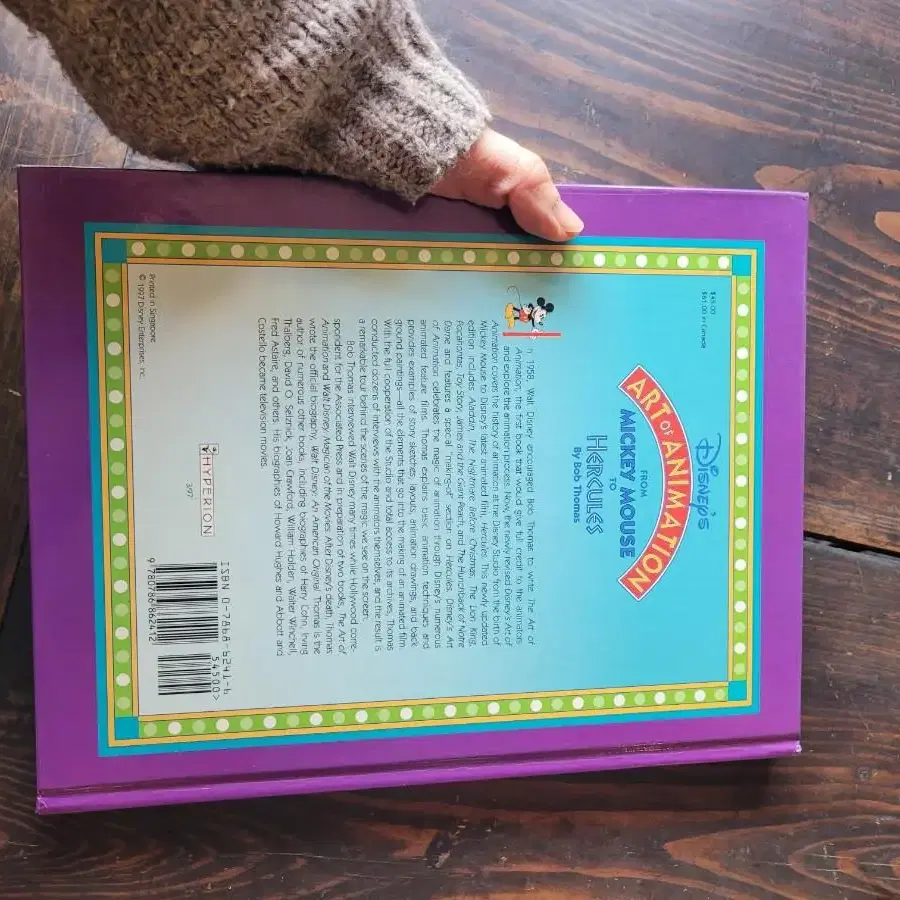 $45.00
$61.00 in Canada
DISNEY'S
ART OF ANIMATION
FROM
MICKEY MOUSE
TO
HERCULES
By Bob Thomas
In 1958, Walt Disney encouraged Bob Thomas to write The Art of
Animation, the first book that would give full credit to the animators
and explore the animation process. Now, the newly revised Disney's Art of
Animation covers the history of animation at the Disney Studio from the birth of
Mickey Mouse to Disney's latest animated film, Hercules. This newly updated
edition includes Aladdin, The Nightmare Before Christmas, The Lion King,
Pocahontas, Toy Story, James and the Giant Peach, and The Hunchback of Notre
Dame and features a special "making-of" section on Hercules. Disney's Art
of Animation celebrates the magic of animation through Disney's numerous
animated feature films. Thomas explains basic animation techniques and
provides examples of story sketches, layouts, animation drawings, and back
ground paintings—all the elements that go into the making of an animated film.
With the full cooperation of the Studio and total access to its archives, Thomas
conducted dozens of interviews with the animators themselves, and the result is
a remarkable tour behind the scenes of the magic we see on the screen.
Bob Thomas interviewed Walt Disney many times while Hollywood corre-
spondent for the Associated Press and in preparation of two books, The Art of
Animation and Walt Disney: Magician of the Movies. After Disney's death, Thomas
wrote the official biography, Walt Disney: An American Original. Thomas is the
author of numerous other books, including biographies of Harry Cohn, Irving
Thalberg, David O. Selznick, Joan Crawford, William Holden, Walter Winchell,
Fred Astaire, and others. His biographies of Howard Hughes and Abbott and
Costello became television movies.
HYPERION
3/97
ISBN 0-7868-6241-6
54500>
9 780786 862412
Printed in Singapore
© 1997 Disney Enterprises, Inc.